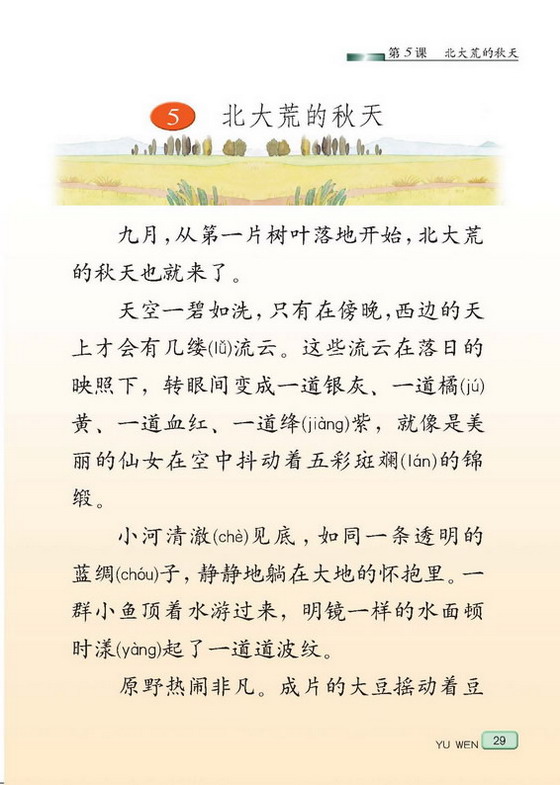 第5课 北大荒的秋天
5 北大荒的秋天
九月，从第一片树叶落地开始，北大荒
的秋天也就来了。
天空一碧如洗，只有在傍晚，西边的天
上才会有几缕(lǚ)流云。这些流云在落日的
映照下，转眼间变成一道银灰、一道橘(jú)
黄、一道血红、一道绛(jiàng)紫，就像是美
丽的仙女在空中抖动着五彩斑斓(lán)的锦
缎。
小河清澈(chè)见底，如同一条透明的
蓝绸(chóu)子，静静地躺在大地的怀抱里。一
群小鱼顶着水游过来，明镜一样的水面顿
时漾(yàng)起了一道道波纹。
原野热闹非凡。成片的大豆摇动着豆
YU WEN 29